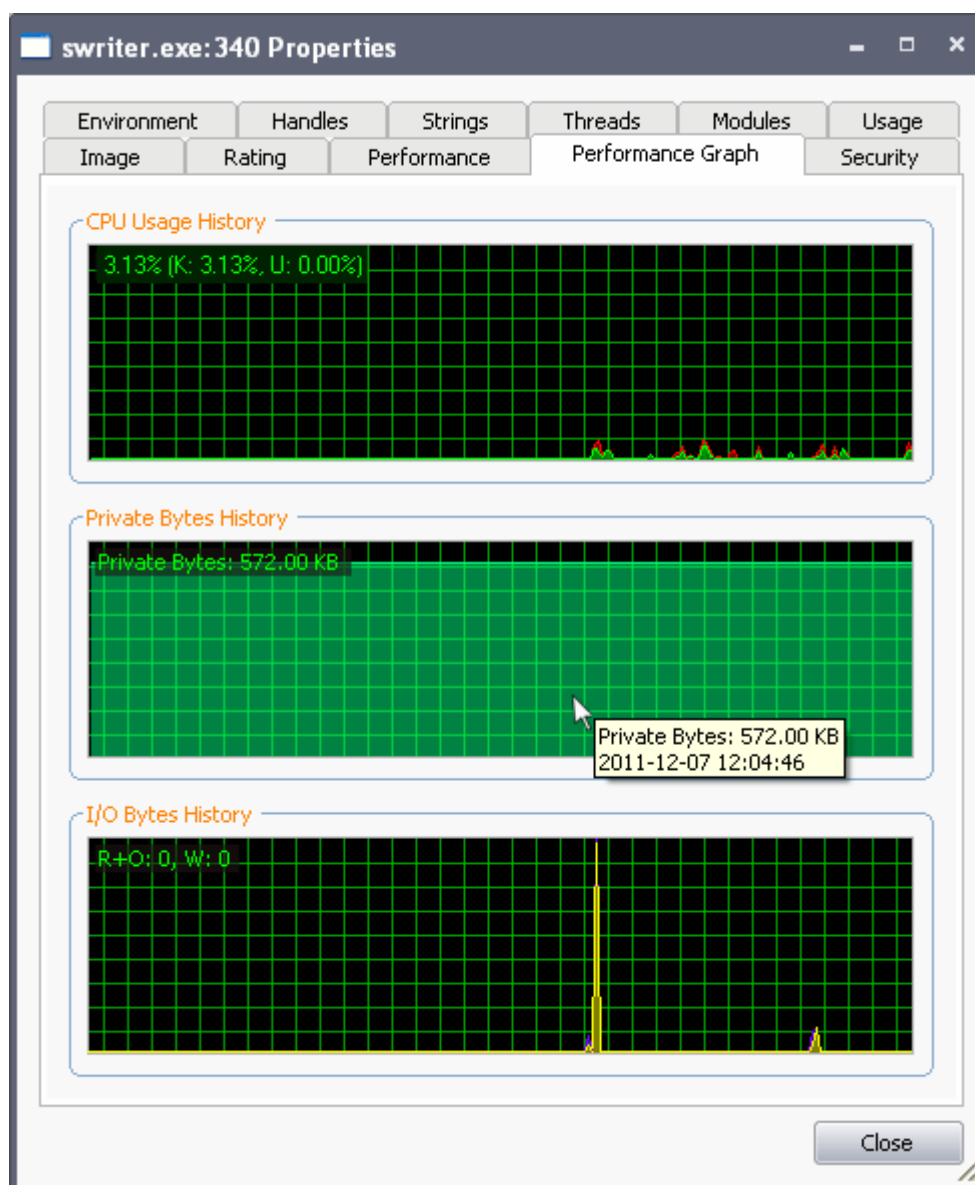 swriter.exe:340 Properties
Environment Handles Strings Threads Modules Usage
Image Rating Performance Performance Graph Security
CPU Usage History
3.13% (K: 3.13%, U: 0.00%)
Private Bytes History
Private Bytes: 572.00 KB
Private Bytes: 572.00 KB
2011-12-07 12:04:46
I/O Bytes History
R+O: 0, W: 0
Close